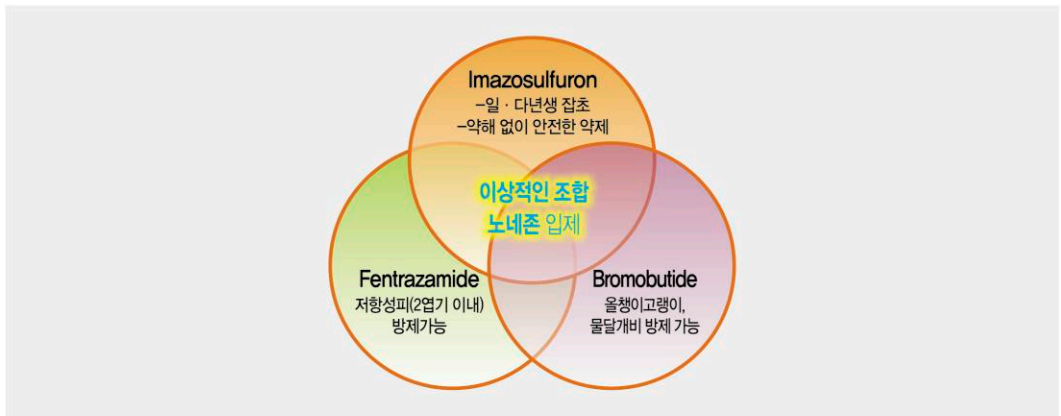 Imazosulfuron
-일 · 다년생 잡초
-약해 없이 안전한 약제
이상적인 조합
노네존 입제
Fentrazamide
저항성피(2엽기 이내)
방제가능
Bromobutide
올챙이고랭이,
물달개비 방제 가능